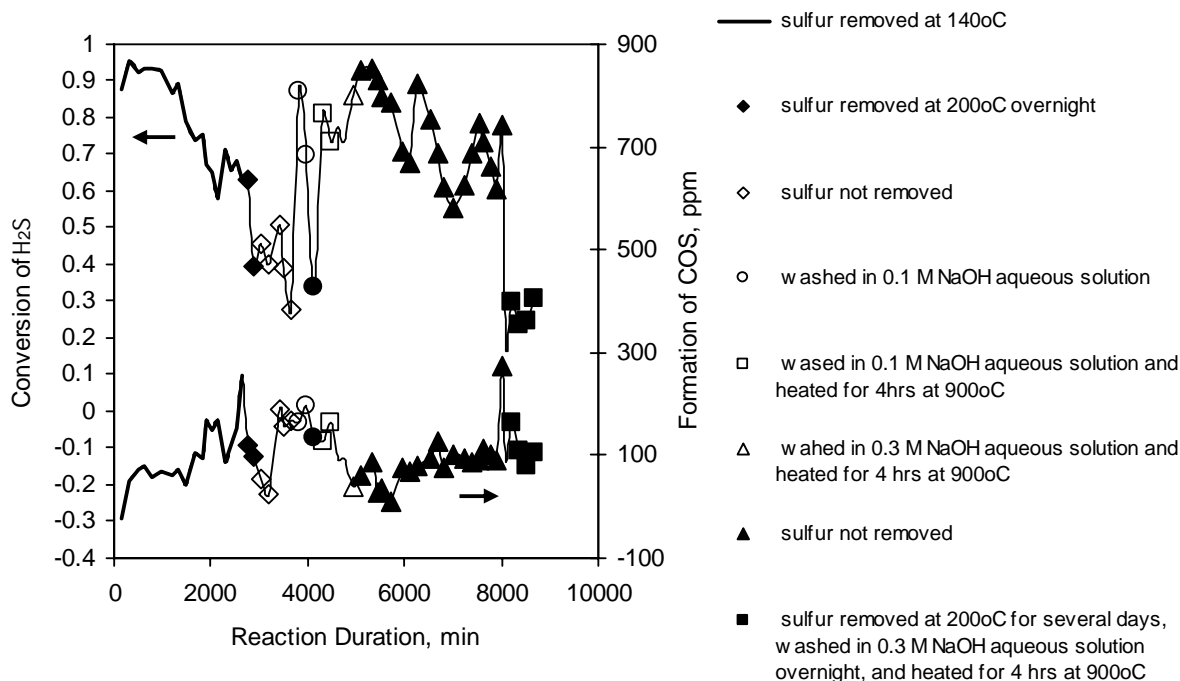 sulfur removed at 140oC
sulfur removed at 200oC overnight
sulfur not removed
washed in 0.1 M NaOH aqueous solution
wased in 0.1 M NaOH aqueous solution and
heated for 4hrs at 900oC
wahed in 0.3 M NaOH aqueous solution and
heated for 4 hrs at 900oC
sulfur not removed
sulfur removed at 200oC for several days,
washed in 0.3 M NaOH aqueous solution
overnight, and heated for 4 hrs at 900oC
Conversion of H2S
1
0.9
0.8
0.7
0.6
0.5
0.4
0.3
0.2
0.1
0
-0.1
-0.2
-0.3
-0.4
900
700
500
300
100
-100
Formation of COS, ppm
0 2000 4000 6000 8000 10000
Reaction Duration, min